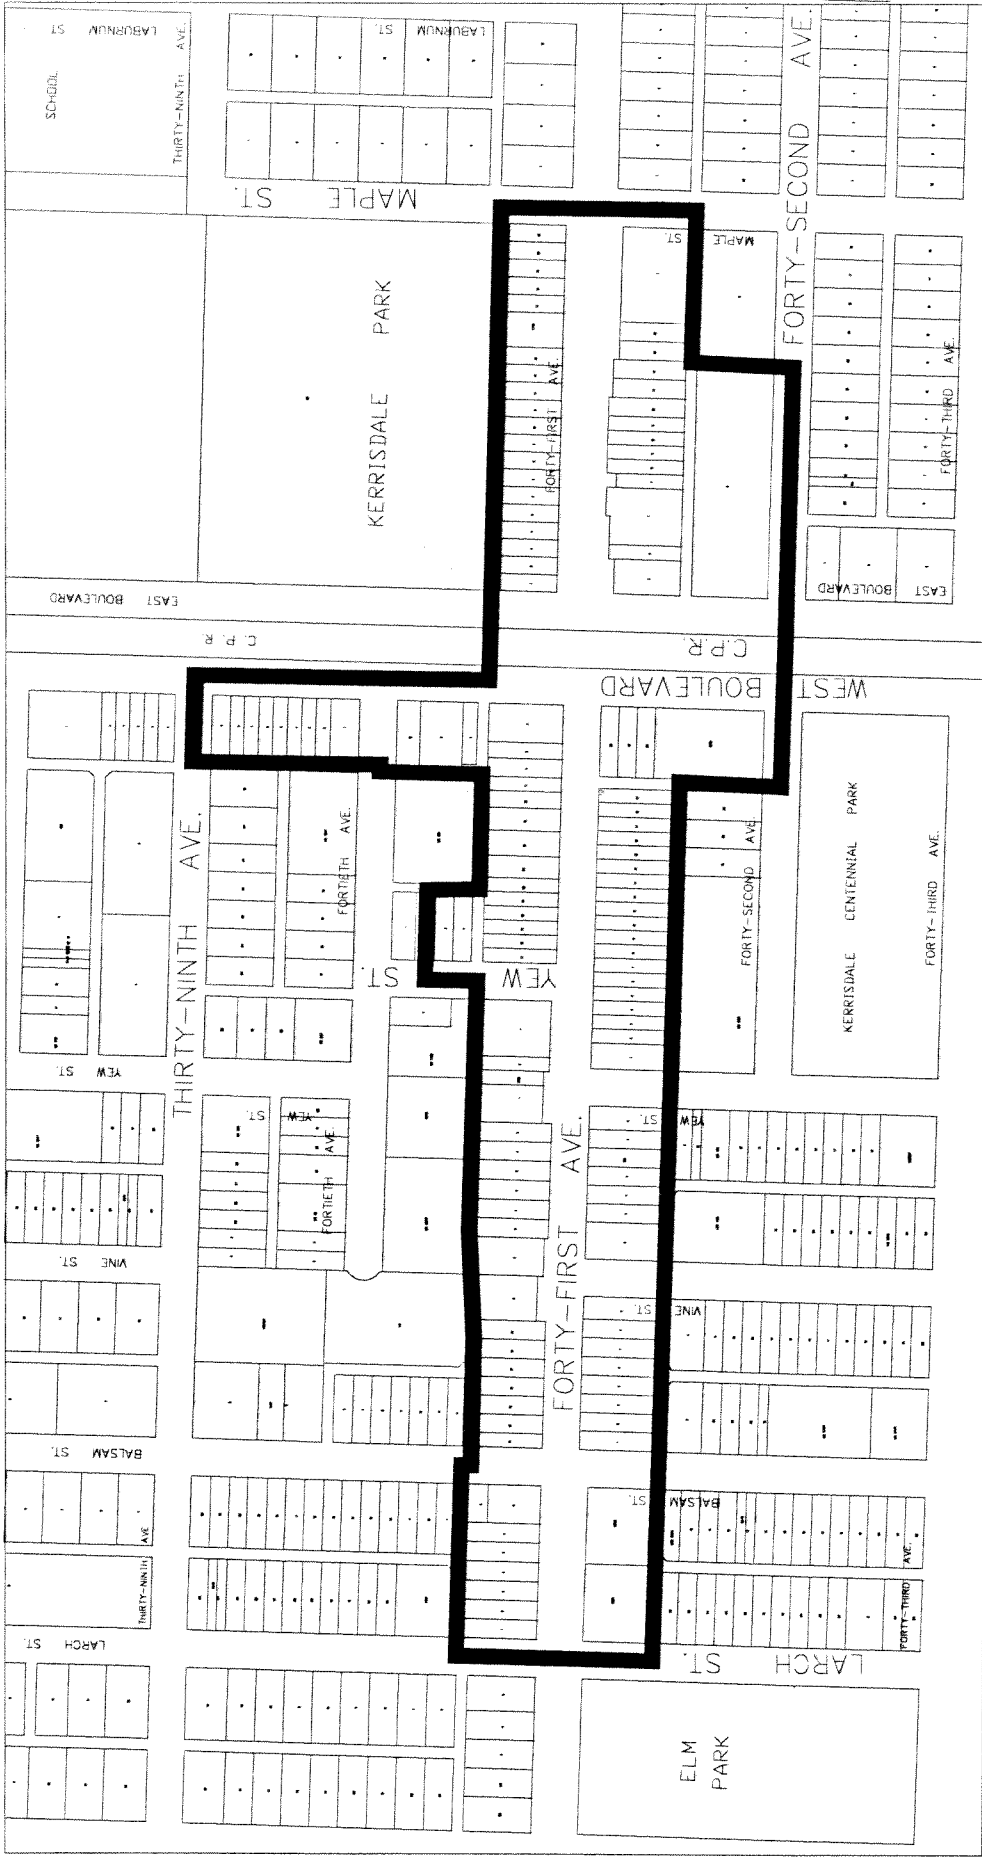 LABURNUM ST
SCHOOL
THIRTY-NINTH AVE.
LABURNUM ST.
MAPLE ST.
KERRISDALE PARK
FORTY-SECOND AVE.
MAPLE ST.
FORTY-FIRST AVE.
FORTY-THIRD AVE.
EAST BOULEVARD
EAST BOULEVARD
C.P.R.
C.P.R.
WEST BOULEVARD
THIRTY-NINTH AVE.
FORTIETH AVE.
YEW ST.
FORTY-SECOND AVE.
KERRISDALE CENTENNIAL PARK
FORTY-THIRD AVE.
YEW ST.
YEW ST.
FORTIETH AVE.
YEW ST.
FORTY-FIRST AVE.
VINE ST.
VINE ST.
BALSAM ST.
BALSAM ST.
THIRTY-NINTH AVE
FORTY-THIRD AVE.
LARCH ST.
LARCH ST.
ELM PARK